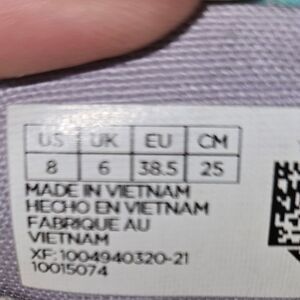 US UK EU CM
8 6 38.5 25
MADE IN VIETNAM
HECHO EN VIETNAM
FABRIQUE AU
VIETNAM
XF:1004940320-21
10015074